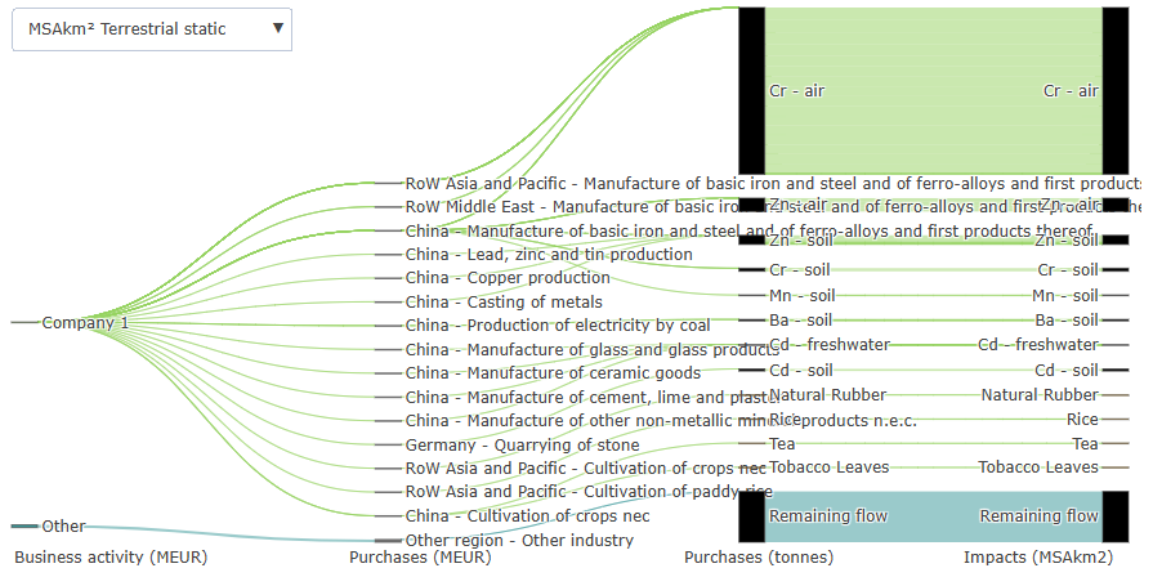 MSAkm² Terrestrial static ▼
Cr - air
Cr - air
RoW Asia and Pacific - Manufacture of basic iron and steel and of ferro-alloys and first products
RoW Middle East - Manufacture of basic iron and steel and of ferro-alloys and first products the
Zn - air
Zn - air
China - Manufacture of basic iron and steel and of ferro-alloys and first products thereof
Zn - soil
Zn - soil
China - Lead, zinc and tin production
Cr - soil
Cr - soil
China - Copper production
Mn - soil
Mn - soil
China - Casting of metals
Company 1
China - Production of electricity by coal
Ba - soil
Ba - soil
China - Manufacture of glass and glass products
Cd - freshwater
Cd - freshwater
China - Manufacture of ceramic goods
Cd - soil
Cd - soil
China - Manufacture of cement, lime and plaster
Natural Rubber
Natural Rubber
China - Manufacture of other non-metallic mineral products n.e.c.
Rice
Rice
Germany - Quarrying of stone
Tea
Tea
RoW Asia and Pacific - Cultivation of crops nec
Tobacco Leaves
Tobacco Leaves
RoW Asia and Pacific - Cultivation of paddy rice
China - Cultivation of crops nec
Remaining flow
Remaining flow
Other
Other region - Other industry
Business activity (MEUR)
Purchases (MEUR)
Purchases (tonnes)
Impacts (MSAkm2)